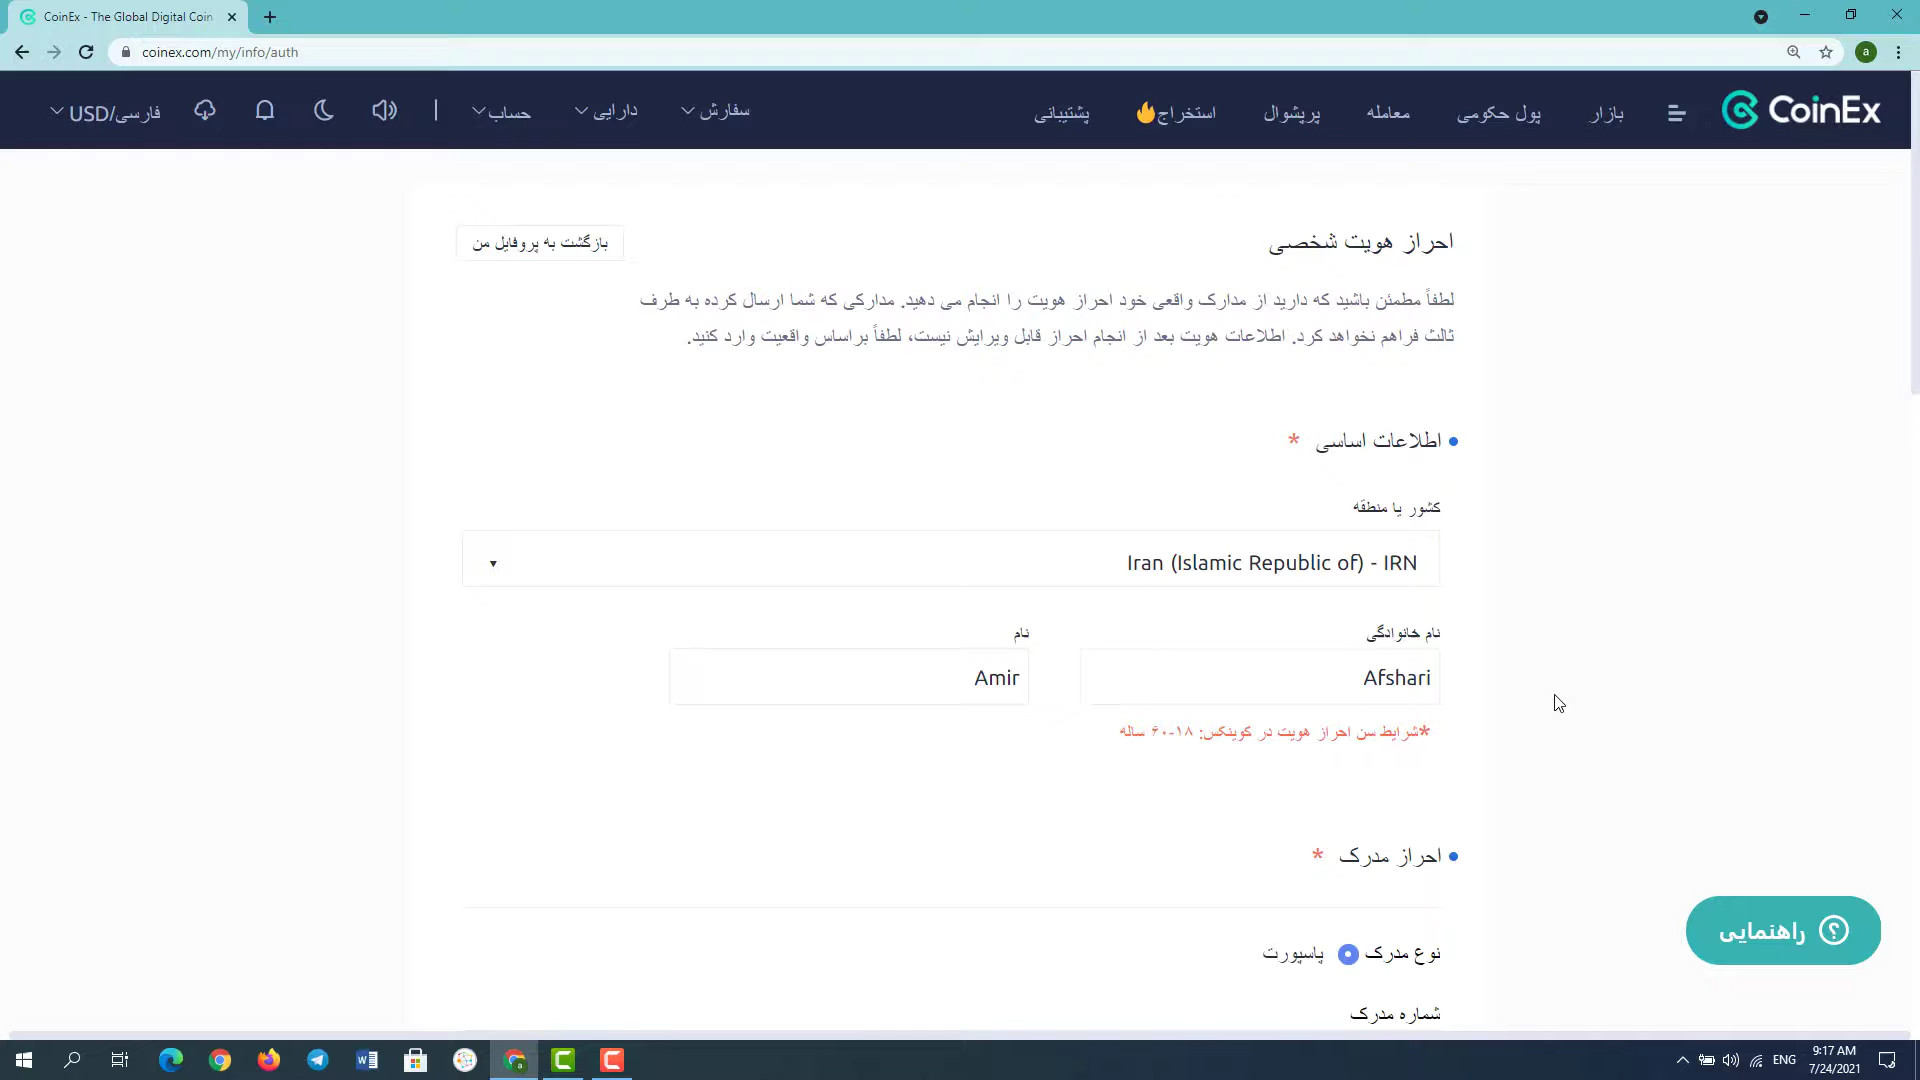 CoinEx - The Global Digital Coin
coinex.com/my/info/auth
a
CoinEx
بازار
پول حکومی
معامله
پرپشوال
استخراج
پشتیبانی
سفارش
دارایی
حساب
فارسی/USD
احراز هویت شخصی
بازگشت به پروفایل من
لطفاً مطمئن باشید که دارید از مدارک واقعی خود احراز هویت را انجام می دهید. مدارکی که شما ارسال کرده به طرف
ثالث فراهم نخواهد کرد. اطلاعات هویت بعد از انجام احراز قابل ویرایش نیست، لطفاً براساس واقعیت وارد کنید.
اطلاعات اساسی *
کشور یا منطقه
Iran (Islamic Republic of) - IRN
نام خانوادگی
نام
Afshari
Amir
*شرایط سن احراز هویت در کوینکس: ۱۸-۶۰ ساله
احراز مدرک *
نوع مدرک
پاسپورت
شماره مدرک
راهنمایی
ENG
9:17 AM
7/24/2021